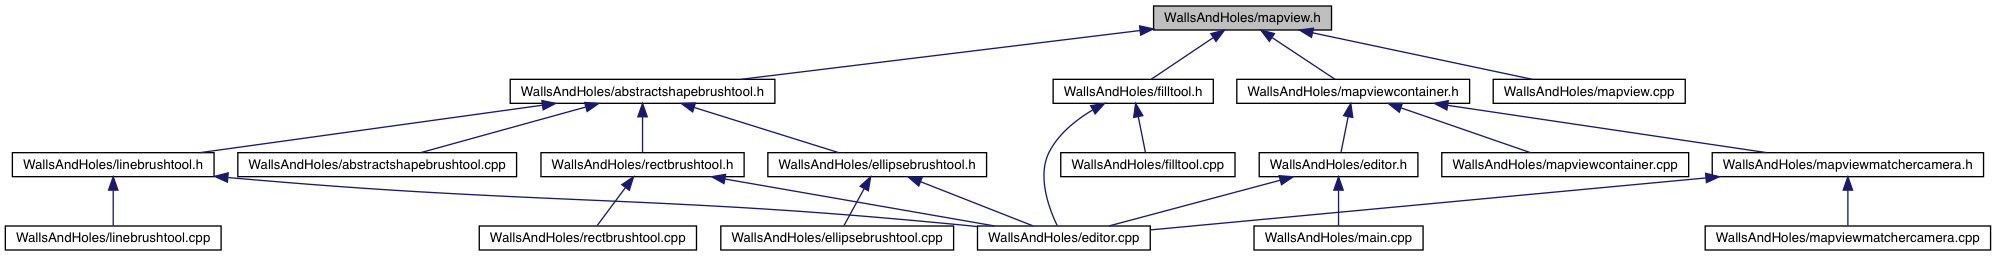 WallsAndHoles/mapview.h
WallsAndHoles/abstractshapebrushtool.h
WallsAndHoles/filltool.h
WallsAndHoles/mapviewcontainer.h
WallsAndHoles/mapview.cpp
WallsAndHoles/linebrushtool.h
WallsAndHoles/abstractshapebrushtool.cpp
WallsAndHoles/rectbrushtool.h
WallsAndHoles/ellipsebrushtool.h
WallsAndHoles/filltool.cpp
WallsAndHoles/editor.h
WallsAndHoles/mapviewcontainer.cpp
WallsAndHoles/mapviewmatchercamera.h
WallsAndHoles/linebrushtool.cpp
WallsAndHoles/rectbrushtool.cpp
WallsAndHoles/ellipsebrushtool.cpp
WallsAndHoles/editor.cpp
WallsAndHoles/main.cpp
WallsAndHoles/mapviewmatchercamera.cpp